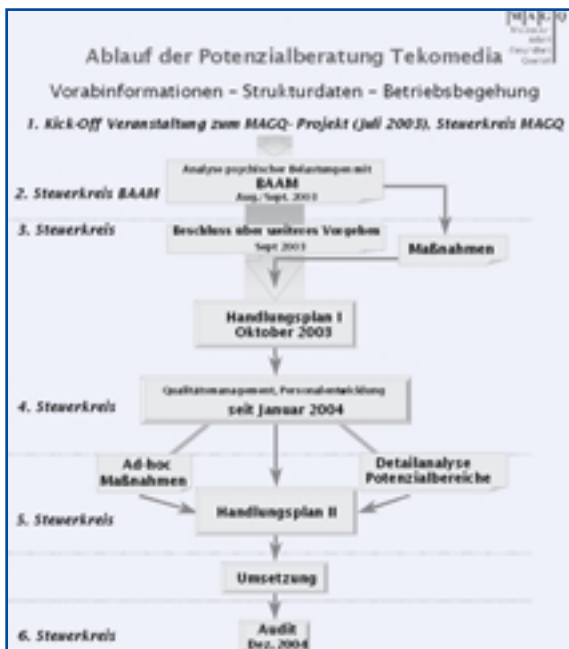 [M|A|G|Q
Ablauf der Potenzialberatung Tekomedia
Vorabinformationen – Strukturdaten – Betriebsbegehung
1. Kick-Off Veranstaltung zum MAGQ- Projekt (Juli 2003), Steuerkreis MAGQ
Analyse psychischer Belastungen mit
BAAM
Aug./Sept. 2003
2. Steuerkreis BAAM
3. Steuerkreis
Beschluss über weiteres Vorgehen
Sept 2003
Maßnahmen
Handlungsplan I
Oktober 2003
Qualitätsmanagement, Personalentwicklung
seit Januar 2004
4. Steuerkreis
Ad-hoc
Maßnahmen
Detailanalyse
Potenzialbereiche
Handlungsplan II
5. Steuerkreis
Umsetzung
Audit
Dez. 2004
6. Steuerkreis